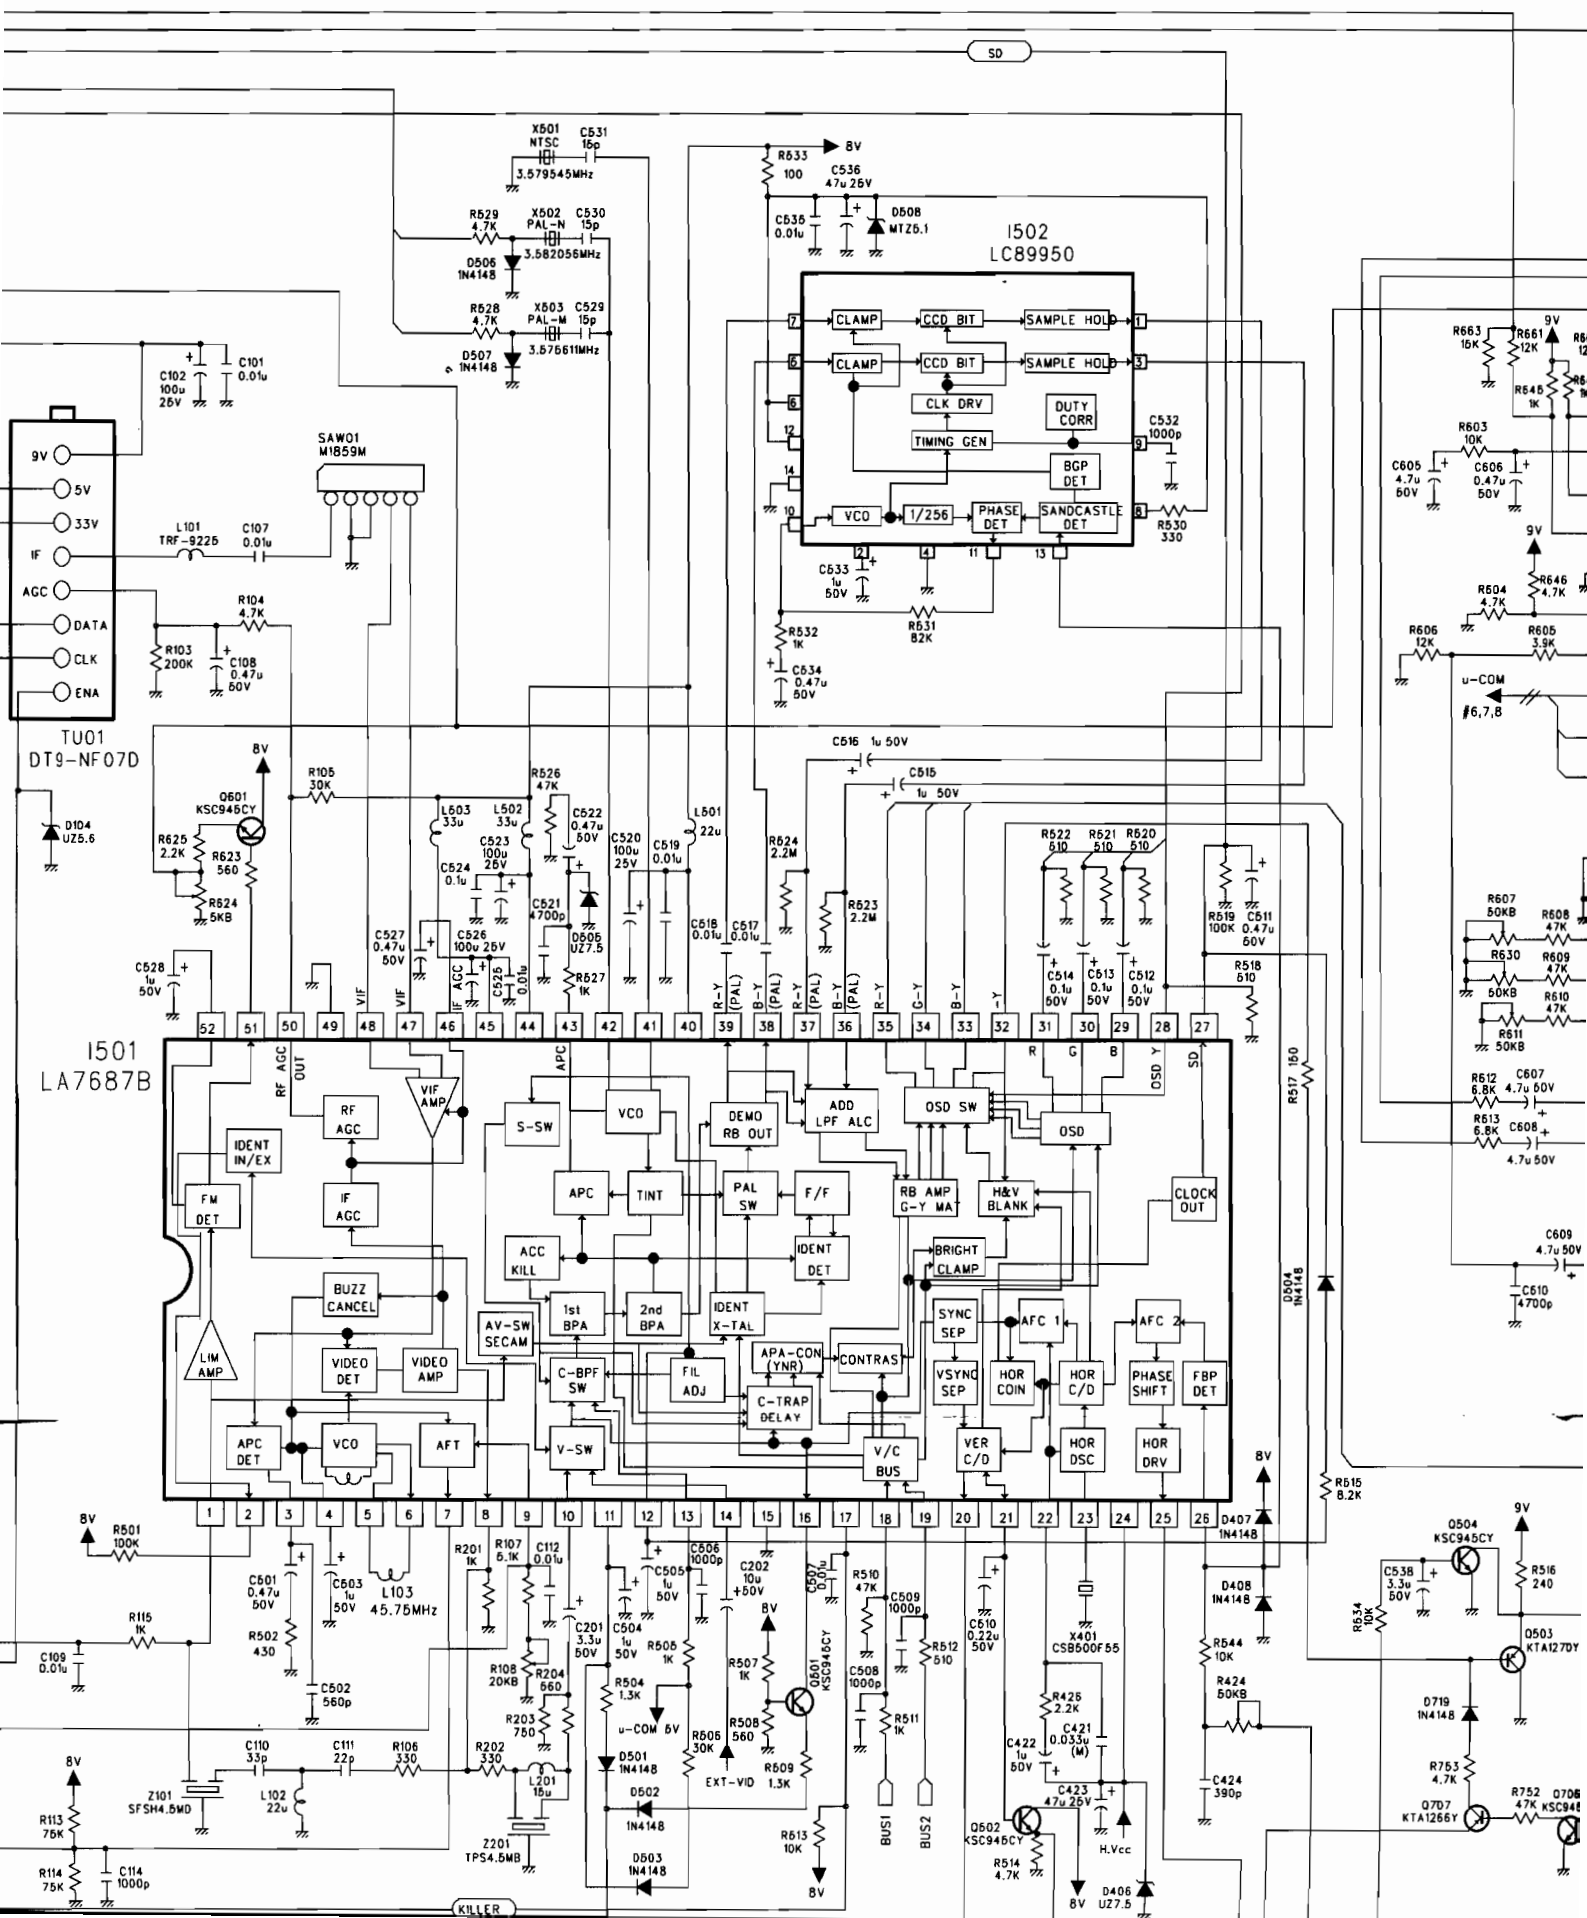 SD
X501
NTSC
3.579545MHz
C531
15p
R529
4.7K
X502
PAL-N
3.582056MHz
C530
15p
D506
1N4148
R528
4.7K
X503
PAL-M
3.575611MHz
C529
15p
D507
1N4148
8V
R533
100
C536
47u 25V
C535
0.01u
D508
MTZ5.1
I502
LC89950
7
CLAMP
CCD BIT
SAMPLE HOLD
1
CLAMP
CCD BIT
SAMPLE HOLD
3
6
12
14
10
CLK DRV
DUTY
CORR
TIMING GEN
9
C532
1000p
BGP
DET
VCO
1/256
PHASE
DET
SANDCASTLE
DET
8
R530
330
2
4
11
13
C533
1u
50V
R531
82K
R532
1K
C534
0.47u
50V
C101
0.01u
C102
100u
25V
9V
5V
33V
IF
AGC
DATA
CLK
ENA
TU01
DT9-NF07D
SAW01
M1859M
L101
TRF-9225
C107
0.01u
R104
4.7K
R103
200K
C108
0.47u
50V
D104
UZ5.6
8V
Q601
KSC945CY
R625
2.2K
R623
560
R624
5KB
R105
30K
L503
33u
L502
33u
R526
47K
C522
0.47u
50V
C523
100u
25V
C524
0.1u
C521
4700p
D505
UZ7.5
C520
100u
25V
C519
0.01u
L501
22u
C527
0.47u
50V
C526
100u 25V
C525
0.01u
R527
1K
C528
1u
50V
VIF
VIF
IF AGC
C516 1u 50V
C515
1u 50V
R524
2.2M
R523
2.2M
C518
0.01u
C517
0.01u
R-Y
(PAL)
B-Y
(PAL)
R-Y
(PAL)
B-Y
(PAL)
R-Y
G-Y
B-Y
-Y
R522
510
R521
510
R520
510
C514
0.1u
50V
C513
0.1u
50V
C512
0.1u
50V
R519
100K
C511
0.47u
50V
R518
510
R663
15K
R661
12K
9V
R645
1K
R603
10K
C605
4.7u
50V
C606
0.47u
50V
9V
R646
4.7K
R604
4.7K
R606
12K
R605
3.9K
u-COM
#6,7,8
R607
50KB
R608
47K
R630
50KB
R609
47K
R610
47K
R611
50KB
R612
6.8K
C607
4.7u 50V
R613
6.8K
C608
4.7u 50V
C609
4.7u 50V
C610
4700p
I501
LA7687B
52 51 50 49 48 47 46 45 44 43 42 41 40 39 38 37 36 35 34 33 32 31 30 29 28 27
RF AGC
OUT
APC
R
G
B
OSD Y
SD
R517 150
D504
1N4148
VIF
AMP
RF
AGC
S-SW
VCO
DEMO
RB OUT
ADD
LPF ALC
OSD SW
OSD
IDENT
IN/EX
FM
DET
IF
AGC
APC
TINT
PAL
SW
F/F
RB AMP
G-Y MA
H&V
BLANK
CLOCK
OUT
ACC
KILL
IDENT
DET
BRIGHT
CLAMP
BUZZ
CANCEL
1st
BPA
2nd
BPA
IDENT
X-TAL
AV-SW
SECAM
SYNC
SEP
AFC 1
AFC 2
LIM
AMP
VIDEO
DET
VIDEO
AMP
C-BPF
SW
FIL
ADJ
APA-CON
(YNR)
CONTRAS
VSYNC
SEP
HOR
COIN
HOR
C/D
PHASE
SHIFT
FBP
DET
C-TRAP
DELAY
APC
DET
VCO
AFT
V-SW
V/C
BUS
VER
C/D
HOR
DSC
HOR
DRV
1 2 3 4 5 6 7 8 9 10 11 12 13 14 15 16 17 18 19 20 21 22 23 24 25 26
8V
D407
1N4148
D408
1N4148
R515
8.2K
8V
R501
100K
C501
0.47u
50V
R502
430
C503
1u
50V
L103
45.75MHz
C502
560p
R115
1K
C109
0.01u
R201
1K
R107
5.1K
C112
0.01u
R108
20KB
C201
3.3u
50V
R204
560
R203
750
C504
1u
50V
R504
1.3K
C505
1u
50V
C506
1000p
R505
1K
u-COM 5V
R506
30K
C202
10u
50V
EXT-VID
8V
R507
1K
R508
560
Q501
KSC945CY
R509
1.3K
C507
0.01u
R510
47K
C509
1000p
C508
1000p
R511
1K
R512
510
BUS1
BUS2
R513
10K
8V
C510
0.22u
50V
Q502
KSC945CY
R514
4.7K
8V
X401
CSB500F55
R426
2.2K
C421
0.033u
(M)
C422
1u
50V
C423
47u 25V
H.Vcc
D406
UZ7.5
R544
10K
R424
50KB
C424
390p
R534
10K
C538
3.3u
50V
Q504
KSC945CY
9V
R516
240
Q503
KTA1270Y
D719
1N4148
R753
4.7K
Q707
KTA1266Y
R752
47K
Q706
KSC945
8V
R113
75K
R114
75K
C114
1000p
Z101
SFSH4.5MD
C110
33p
L102
22u
C111
22p
R106
330
R202
330
L201
15u
Z201
TPS4.5MB
D501
1N4148
D502
1N4148
D503
1N4148
KILLER